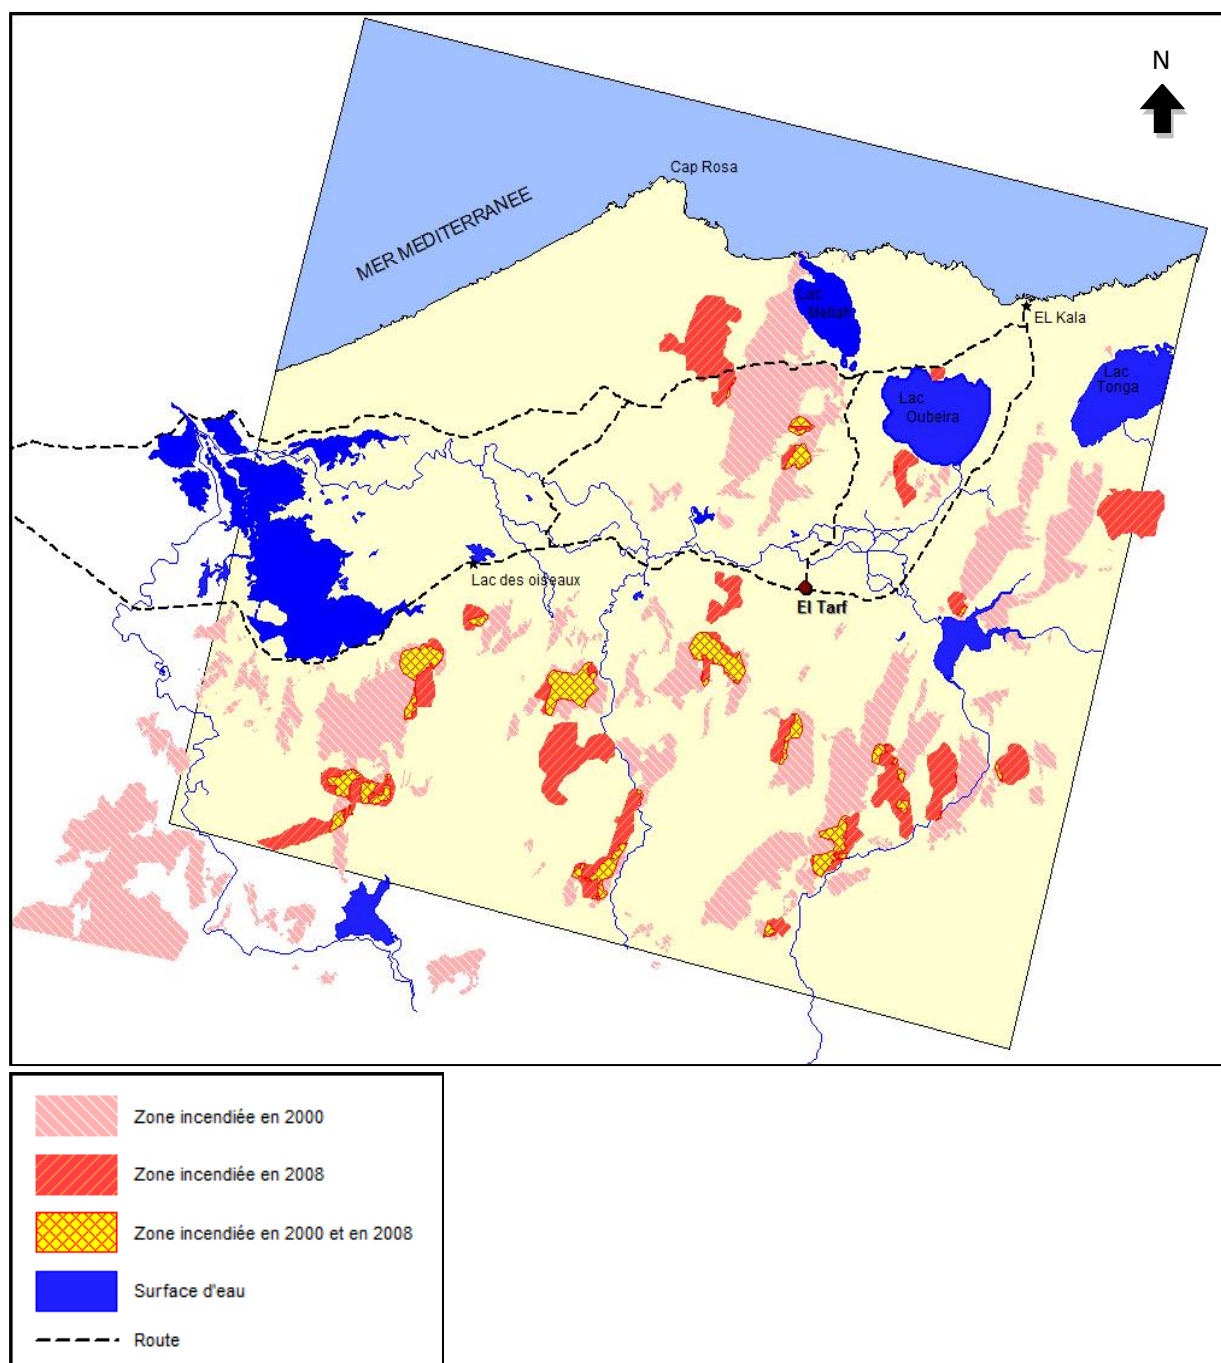 N
Cap Rosa
MER MEDITERRANEE
Lac
Mellah
EL Kala
Lac
Tonga
Lac
Oubeira
Lac des oiseaux
El Tarf
Zone incendiée en 2000
Zone incendiée en 2008
Zone incendiée en 2000 et en 2008
Surface d'eau
Route